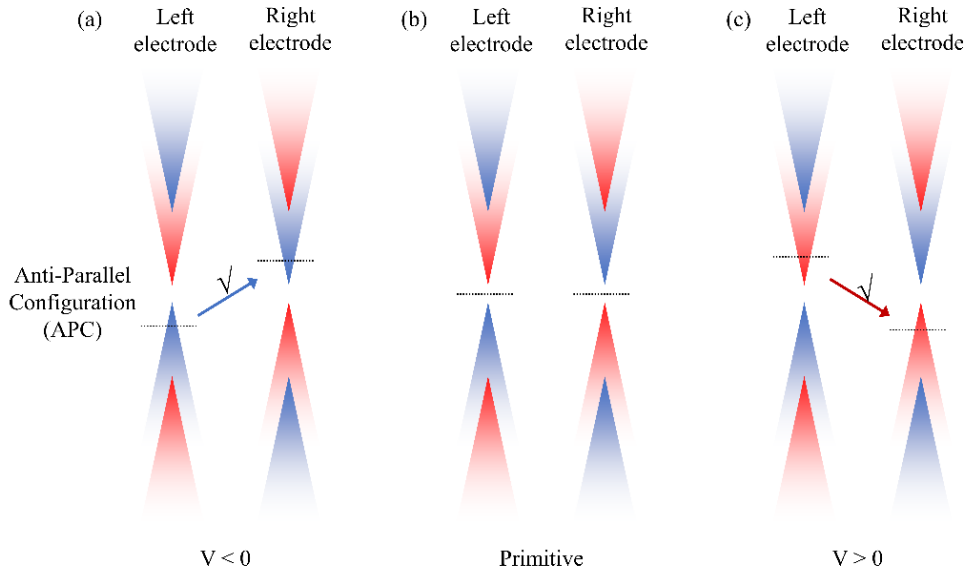 (a)
Left
electrode
Right
electrode
(b)
Left
electrode
Right
electrode
(c)
Left
electrode
Right
electrode
Anti-Parallel
Configuration
(APC)
√
√
V < 0
Primitive
V > 0